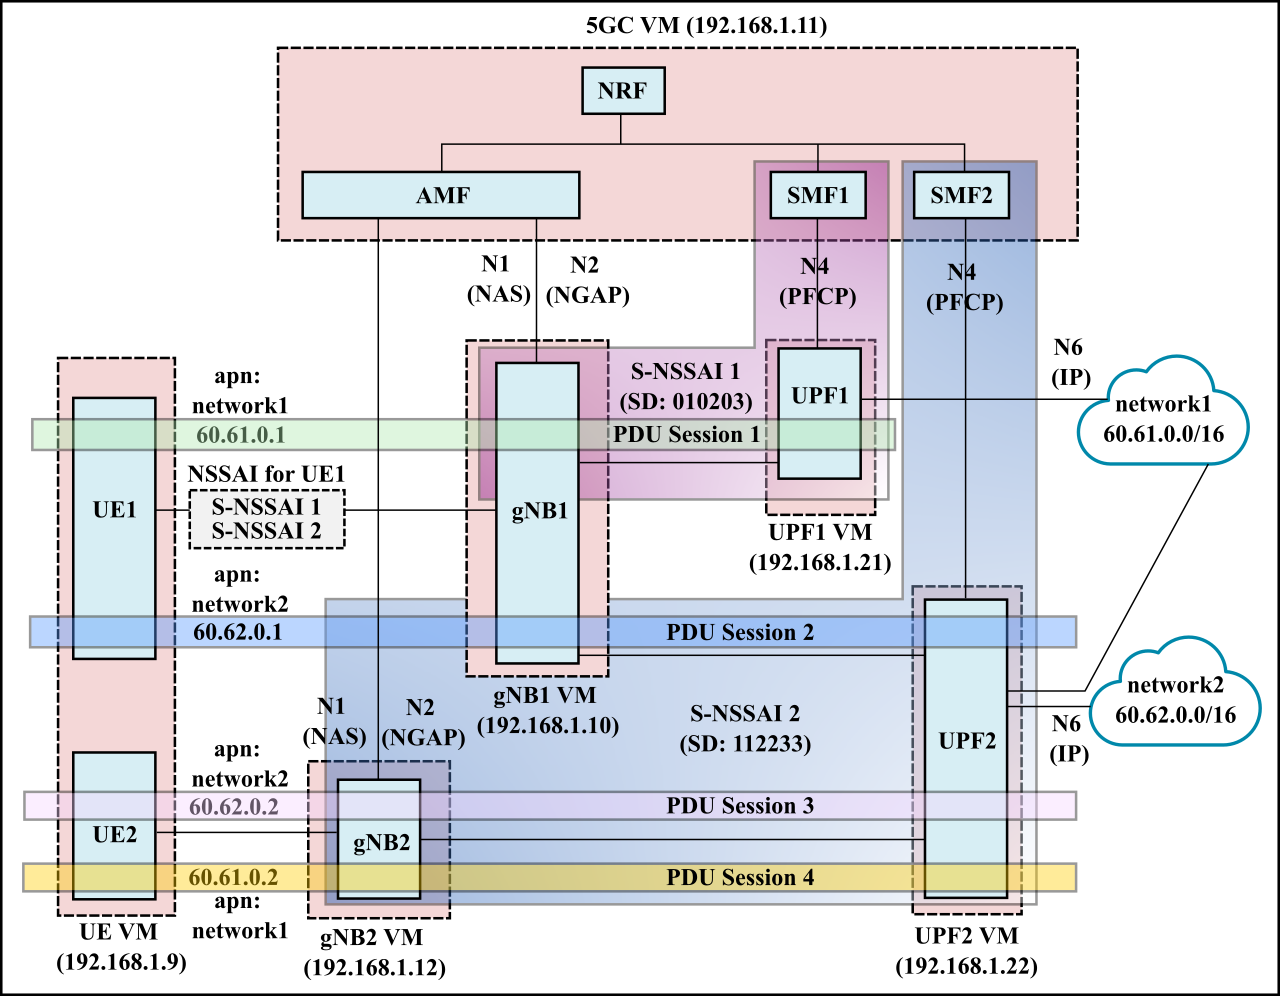 5GC VM (192.168.1.11)
NRF
AMF
SMF1
SMF2
N1
(NAS)
N2
(NGAP)
N4
(PFCP)
N4
(PFCP)
apn:
network1
60.61.0.1
S-NSSAI 1
(SD: 010203)
PDU Session 1
UPF1
N6
(IP)
network1
60.61.0.0/16
NSSAI for UE1
S-NSSAI 1
S-NSSAI 2
UE1
gNB1
UPF1 VM
(192.168.1.21)
apn:
network2
60.62.0.1
PDU Session 2
gNB1 VM
(192.168.1.10)
N1
(NAS)
N2
(NGAP)
S-NSSAI 2
(SD: 112233)
UPF2
network2
60.62.0.0/16
N6
(IP)
apn:
network2
60.62.0.2
PDU Session 3
UE2
gNB2
60.61.0.2
PDU Session 4
apn:
network1
UE VM
(192.168.1.9)
gNB2 VM
(192.168.1.12)
UPF2 VM
(192.168.1.22)